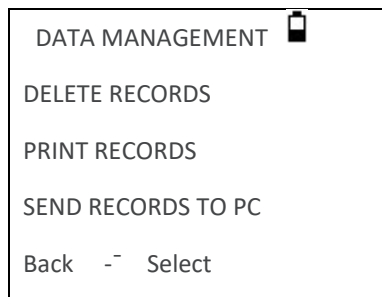 DATA MANAGEMENT
DELETE RECORDS
PRINT RECORDS
SEND RECORDS TO PC
Back -¯ Select